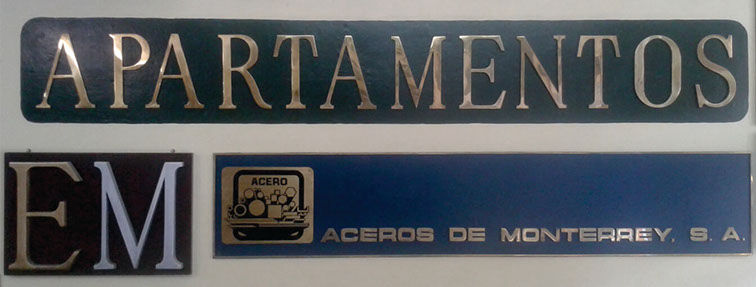 APARTAMENTOS
EM
ACERO
ACEROS DE MONTERREY, S. A.